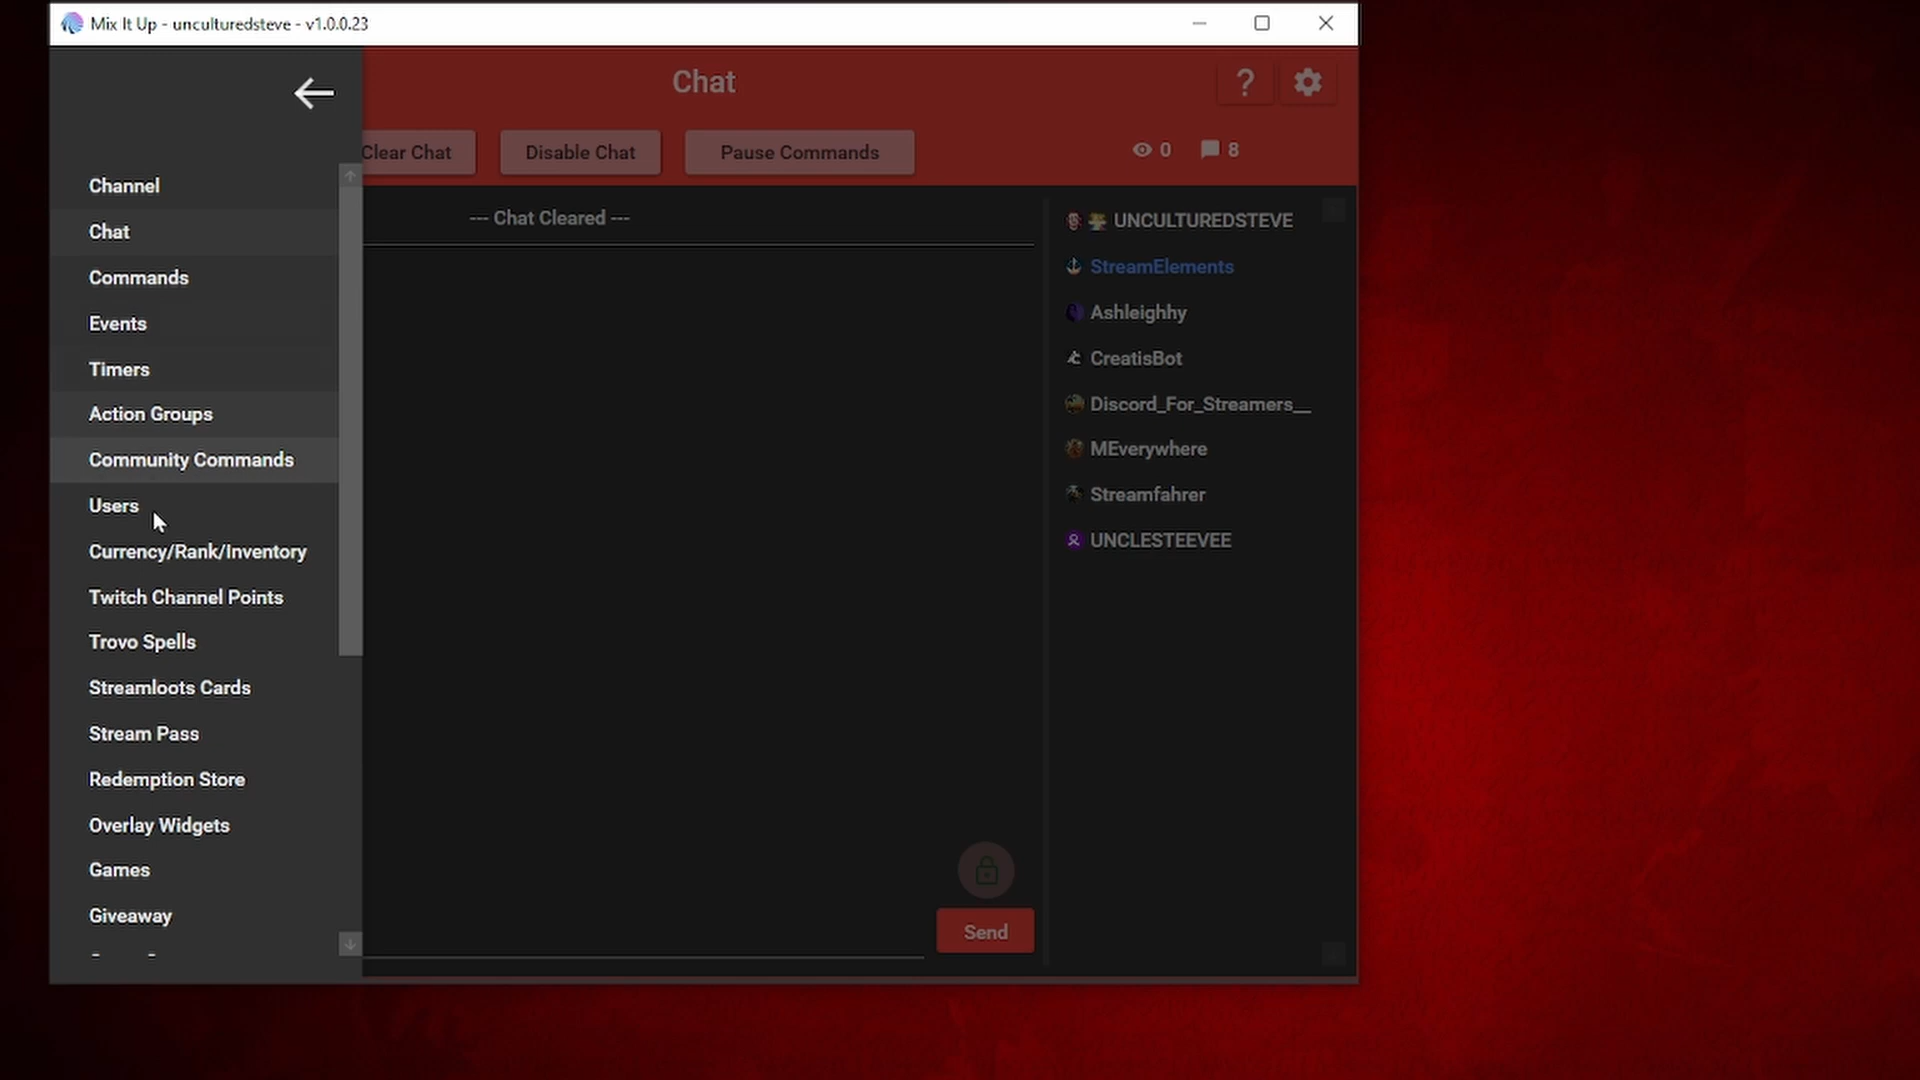 Mix It Up - unculturedsteve - v1.0.0.23
Chat
?
Clear Chat
Disable Chat
Pause Commands
0
8
Channel
Chat
Commands
Events
Timers
Action Groups
Community Commands
Users
Currency/Rank/Inventory
Twitch Channel Points
Trovo Spells
Streamloots Cards
Stream Pass
Redemption Store
Overlay Widgets
Games
Giveaway
--- Chat Cleared ---
UNCULTUREDSTEVE
StreamElements
Ashleighhy
CreatisBot
Discord_For_Streamers__
MEverywhere
Streamfahrer
UNCLESTEEVEE
Send